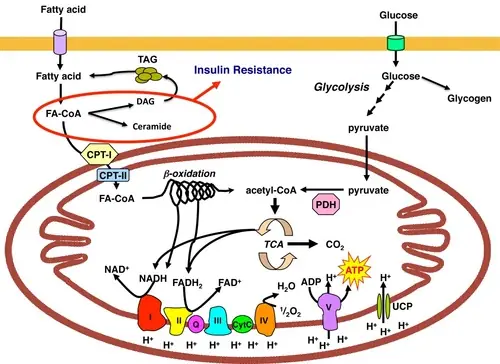 Fatty acid
Glucose
TAG
Insulin Resistance
Fatty acid
Glucose
Glycolysis
Glycogen
FA-CoA
DAG
Ceramide
pyruvate
CPT-I
CPT-II
β-oxidation
FA-CoA
acetyl-CoA
pyruvate
PDH
TCA
CO₂
NAD⁺
NADH
FADH₂
FAD⁺
H₂O
½O₂
ADP
H⁺
ATP
H⁺
I
II
Q
III
CytC
IV
V
UCP
H⁺ H⁺ H⁺ H⁺ H⁺ H⁺ H⁺ H⁺ H⁺
H⁺ H⁺